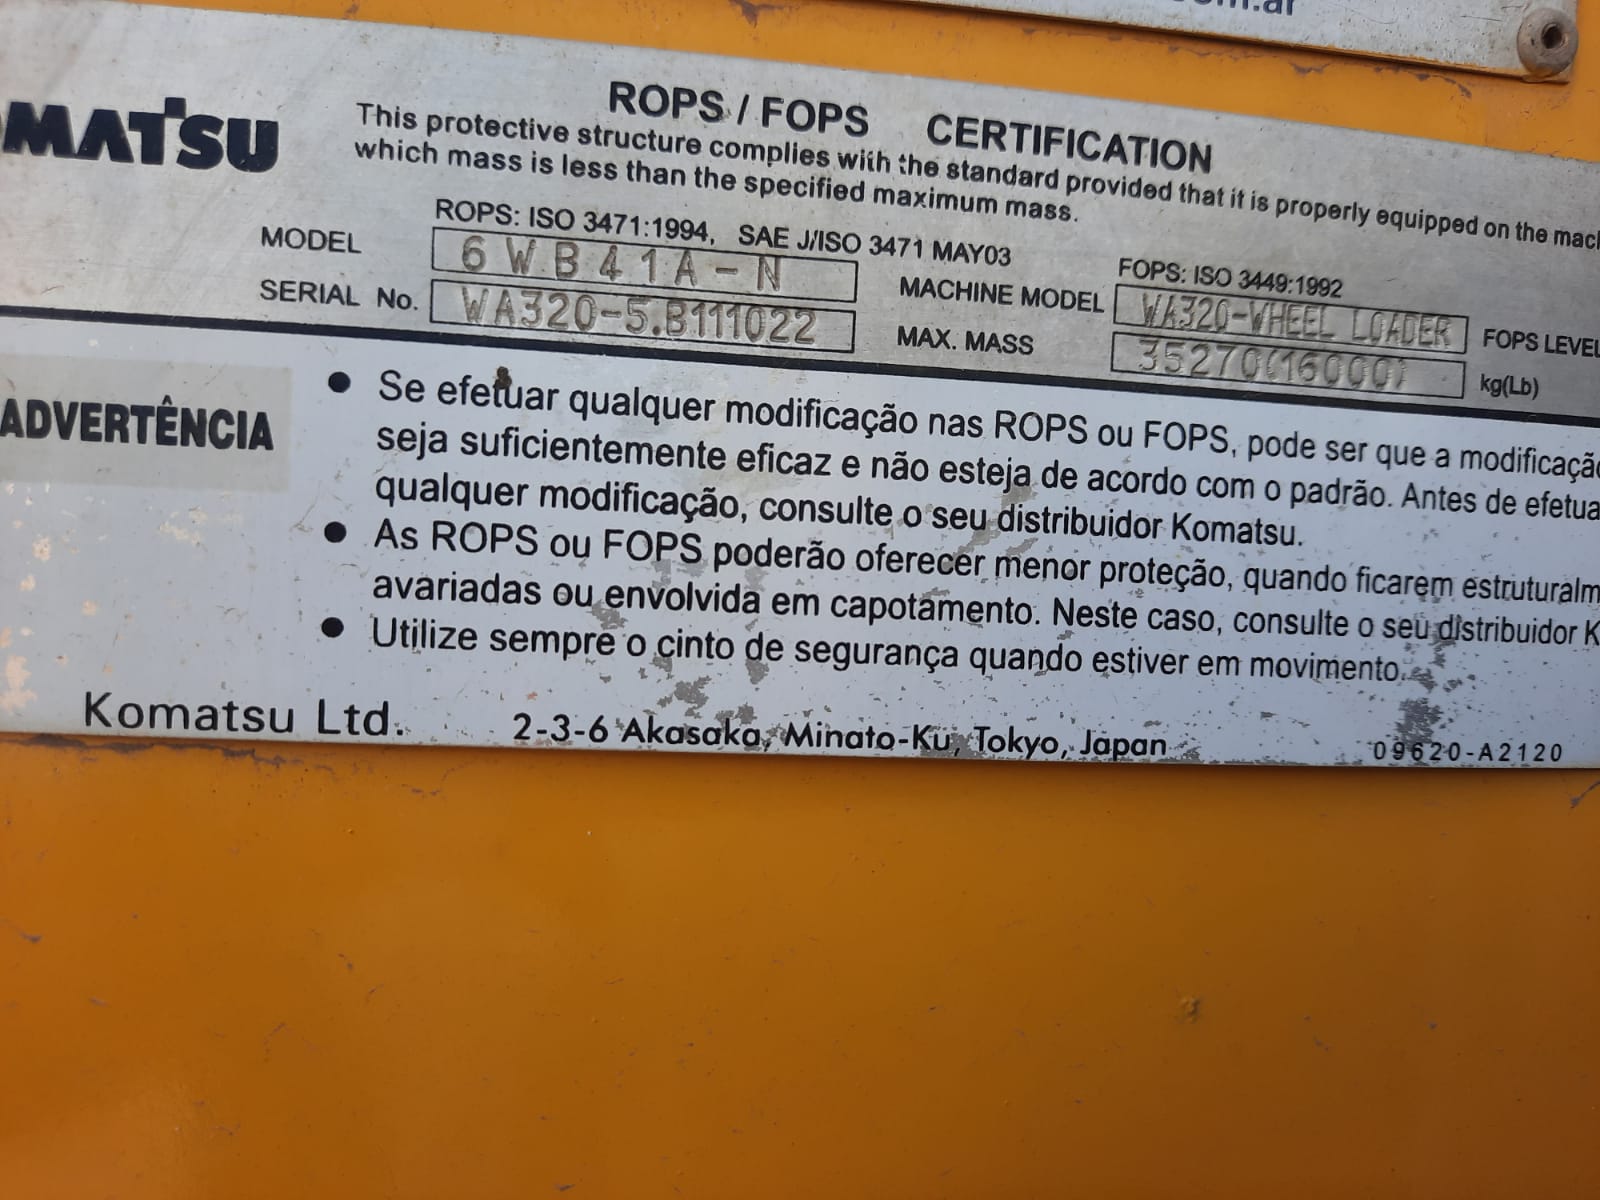 om.ar
OMATSU
ROPS / FOPS CERTIFICATION
This protective structure complies with the standard provided that it is properly equipped on the mac
which mass is less than the specified maximum mass.
ROPS: ISO 3471:1994, SAE J/ISO 3471 MAY03
FOPS: ISO 3449:1992
MODEL 6WB41A-N
MACHINE MODEL WA320-WHEEL LOADER
FOPS LEVEL
SERIAL No. WA320-5.B111022
MAX. MASS 35270(16000) kg(Lb)
ADVERTÊNCIA
● Se efetuar qualquer modificação nas ROPS ou FOPS, pode ser que a modificaçã
seja suficientemente eficaz e não esteja de acordo com o padrão. Antes de efetua
qualquer modificação, consulte o seu distribuidor Komatsu.
● As ROPS ou FOPS poderão oferecer menor proteção, quando ficarem estruturalm
avariadas ou envolvida em capotamento. Neste caso, consulte o seu distribuidor K
● Utilize sempre o cinto de segurança quando estiver em movimento.
Komatsu Ltd. 2-3-6 Akasaka, Minato-Ku, Tokyo, Japan
09620-A2120